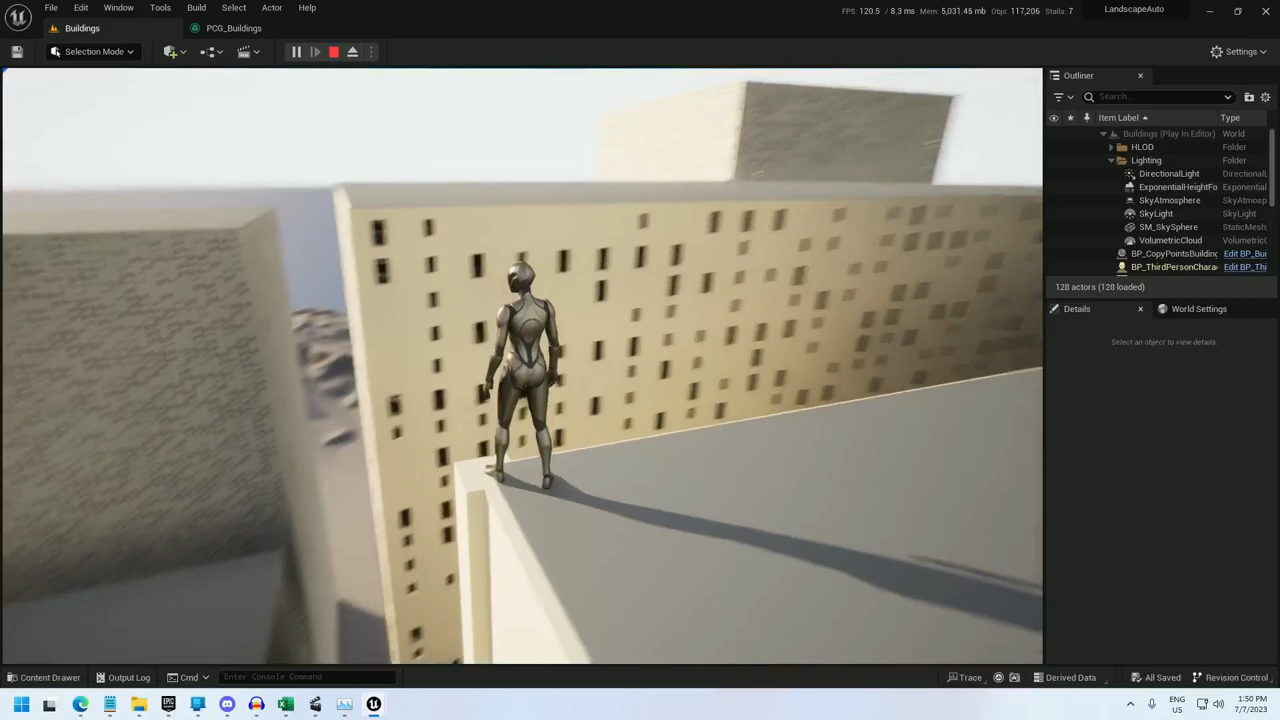 File Edit Window Tools Build Select Actor Help
FPS: 120.5 / 8.3 ms Mem: 5,031.45 mb Objs: 117,206 Stalls: 7
LandscapeAuto
Buildings
PCG_Buildings
Selection Mode
Settings
Outliner
Search...
Item Label Type
Buildings (Play In Editor) World
HLOD Folder
Lighting Folder
DirectionalLight DirectionalL
ExponentialHeightFo Exponential
SkyAtmosphere SkyAtmosp
SkyLight SkyLight
SM_SkySphere StaticMesh
VolumetricCloud VolumetricC
BP_CopyPointsBuilding Edit BP_Bui
BP_ThirdPersonChara Edit BP_Thi
128 actors (128 loaded)
Details
World Settings
Select an object to view details.
Content Drawer
Output Log
Cmd
Enter Console Command
Trace
Derived Data
All Saved
Revision Control
ENG
US
1:50 PM
7/7/2023